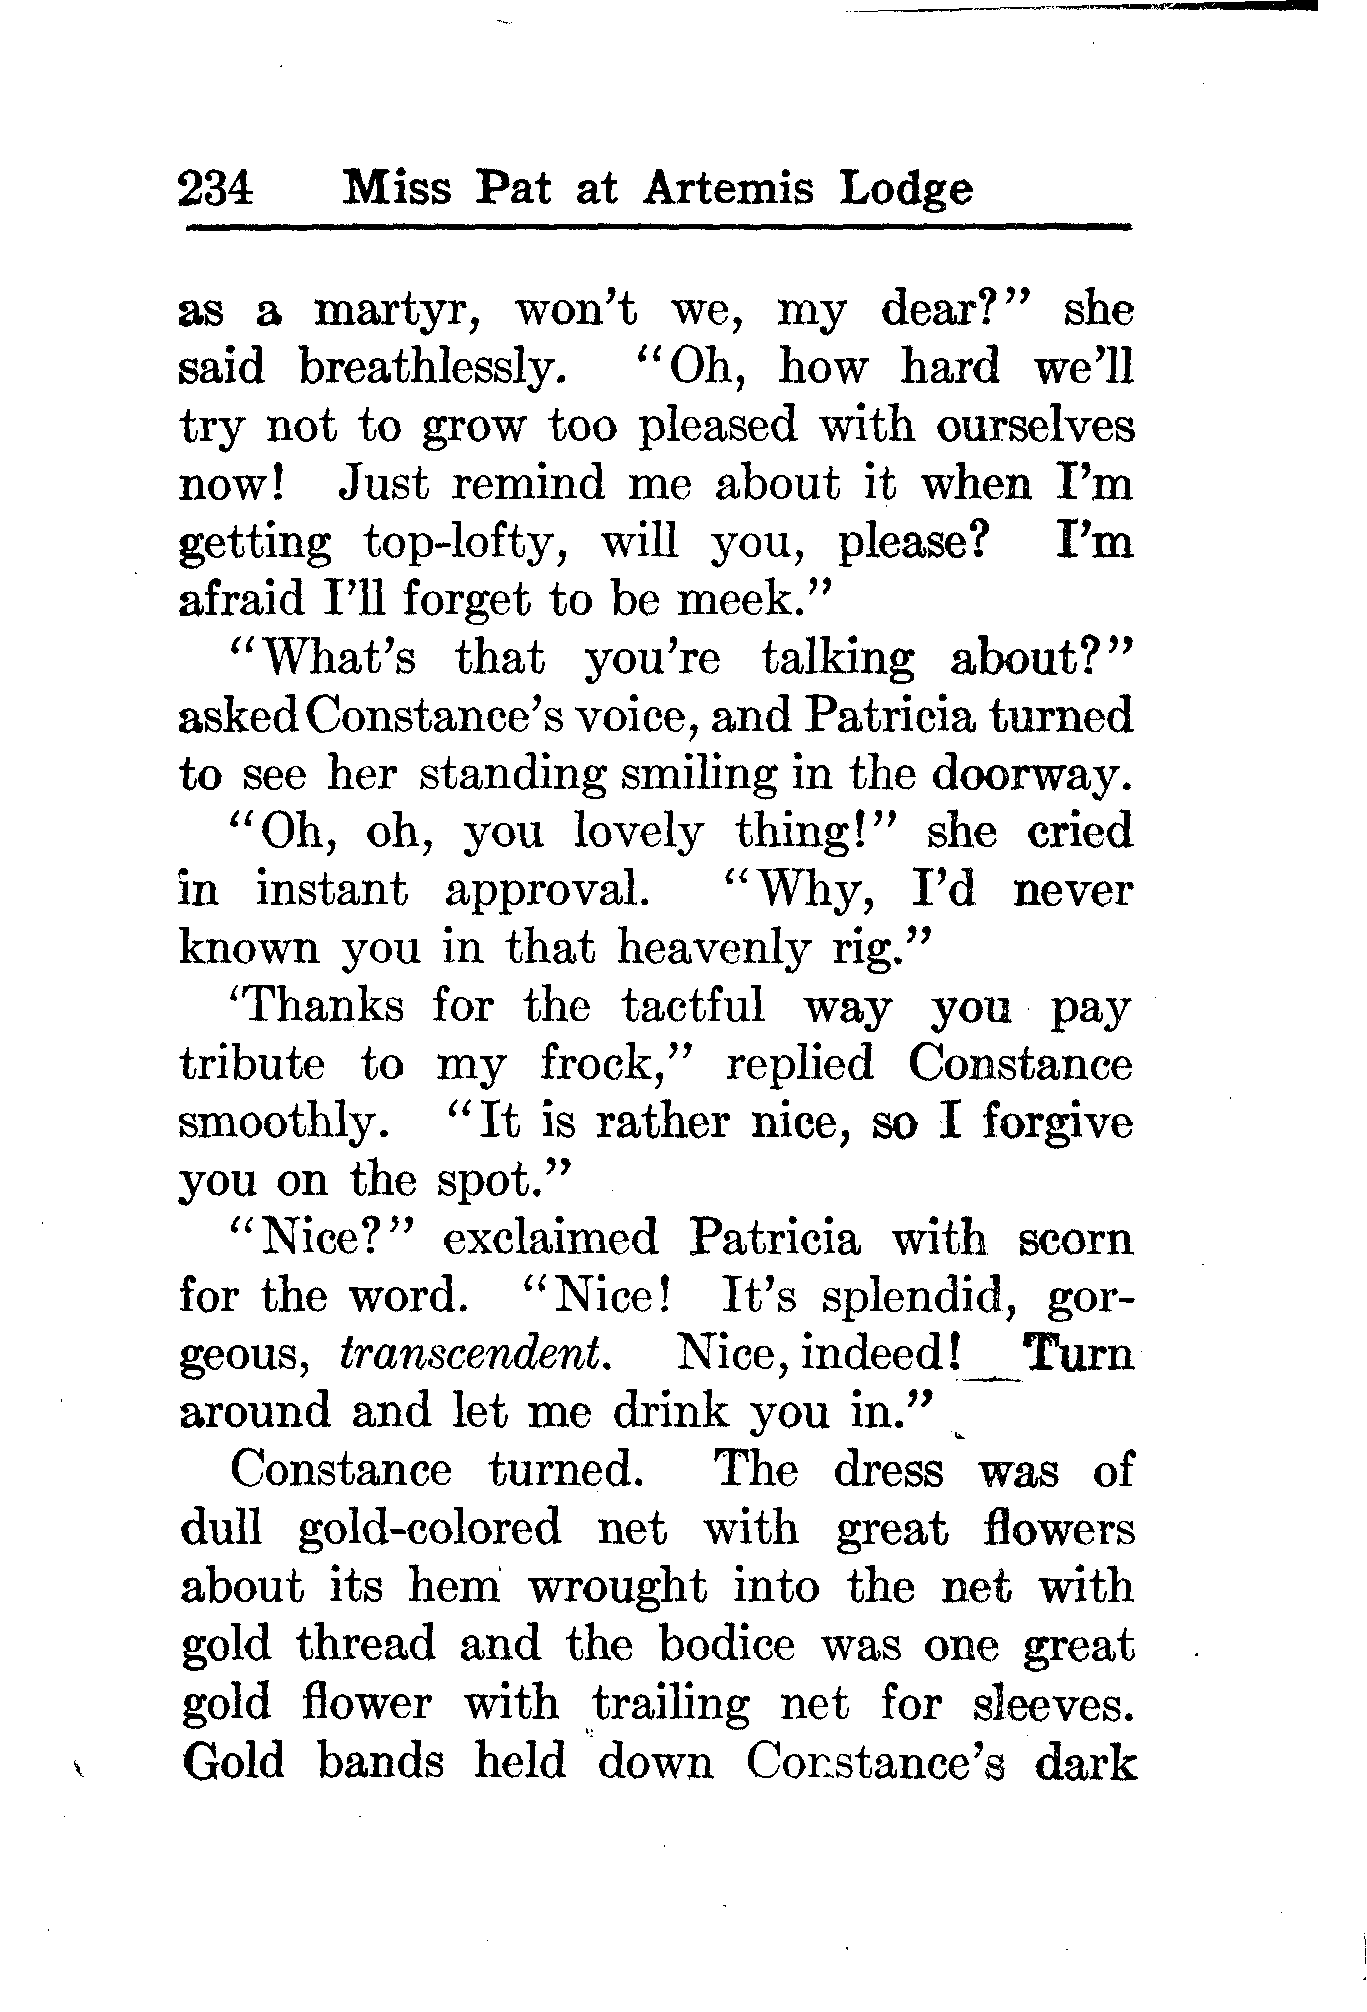 234 Miss Pat at Artemis Lodge
as a martyr, won't we, my dear?" she
said breathlessly. "Oh, how hard we'll
try not to grow too pleased with ourselves
now! Just remind me about it when I'm
getting top-lofty, will you, please? I'm
afraid I'll forget to be meek."
"What's that you're talking about?"
asked Constance's voice, and Patricia turned
to see her standing smiling in the doorway.
"Oh, oh, you lovely thing!" she cried
in instant approval. "Why, I'd never
known you in that heavenly rig."
'Thanks for the tactful way you pay
tribute to my frock," replied Constance
smoothly. "It is rather nice, so I forgive
you on the spot."
"Nice?" exclaimed Patricia with scorn
for the word. "Nice! It's splendid, gor-
geous, transcendent. Nice, indeed! Turn
around and let me drink you in."
Constance turned. The dress was of
dull gold-colored net with great flowers
about its hem wrought into the net with
gold thread and the bodice was one great
gold flower with trailing net for sleeves.
Gold bands held down Constance's dark